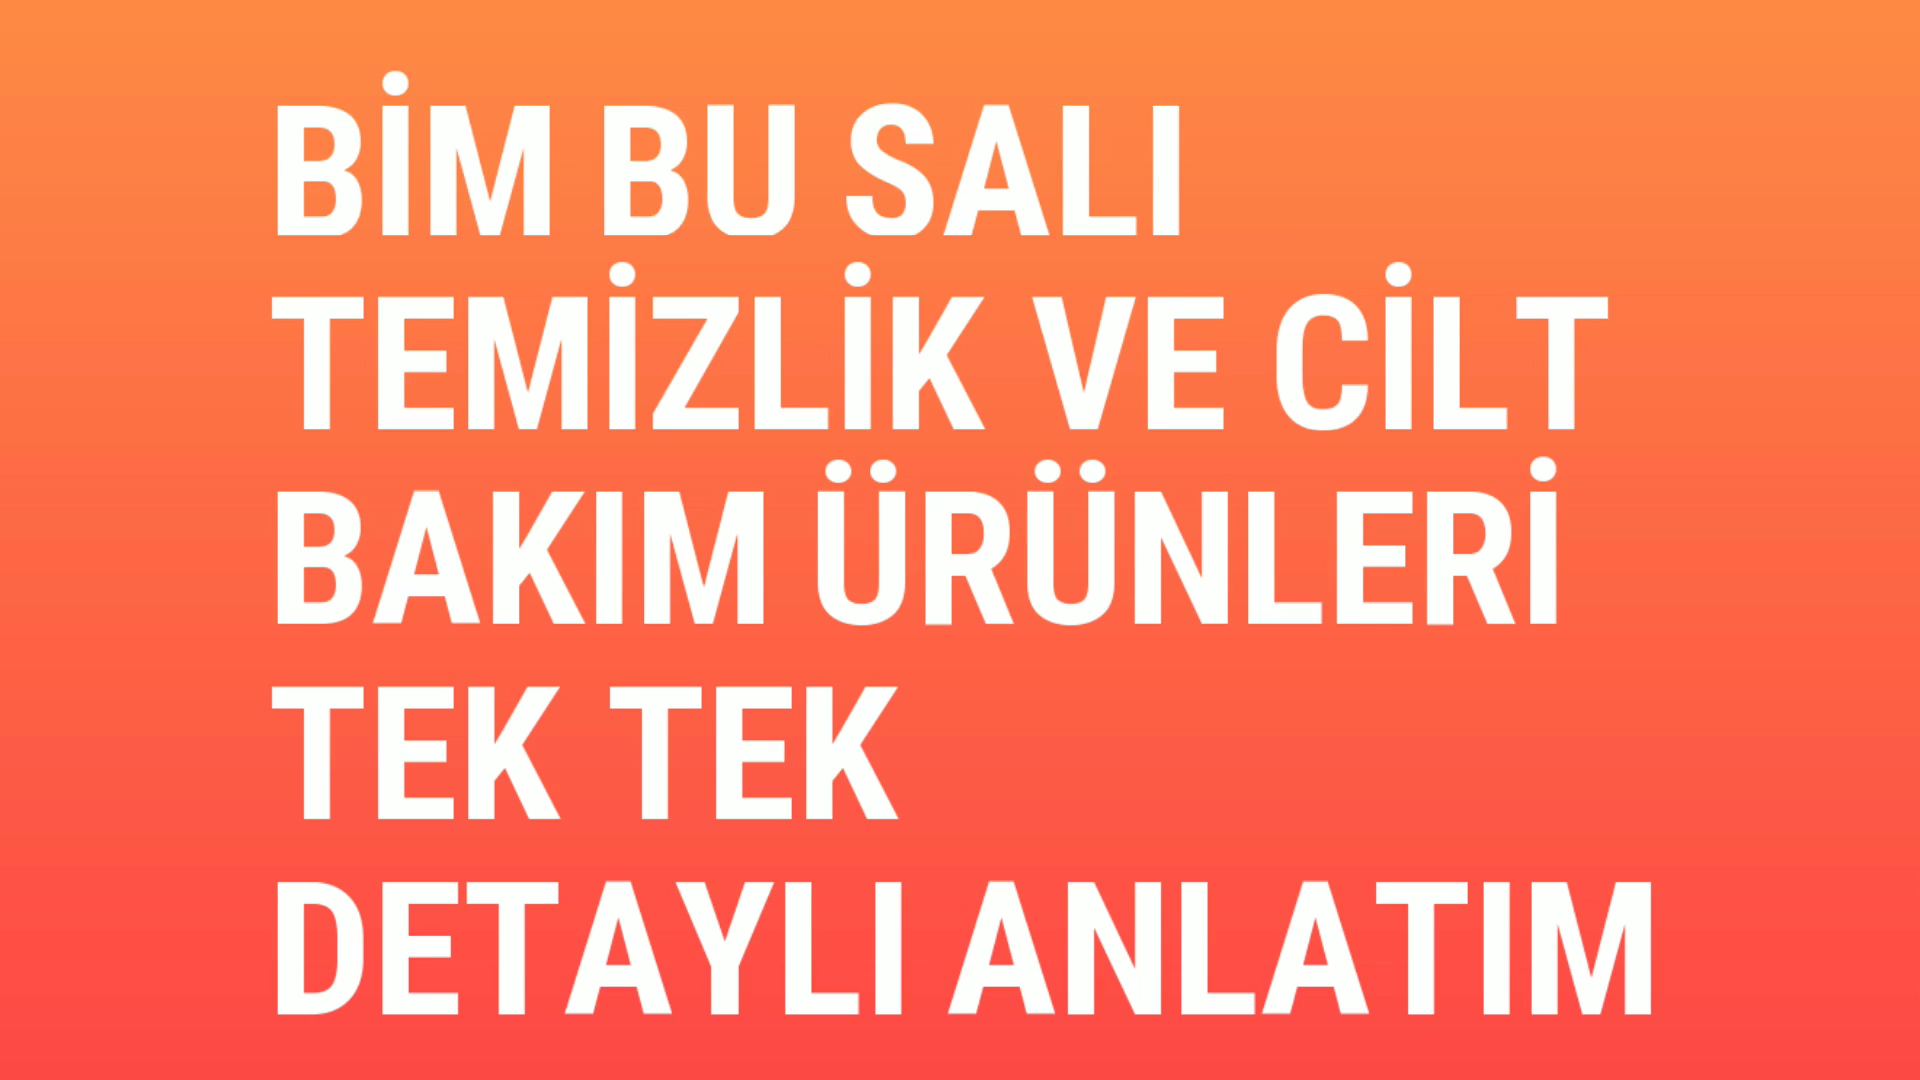 BİM BU SALI
TEMİZLİK VE CİLT
BAKIM ÜRÜNLERİ
TEK TEK
DETAYLI ANLATIM